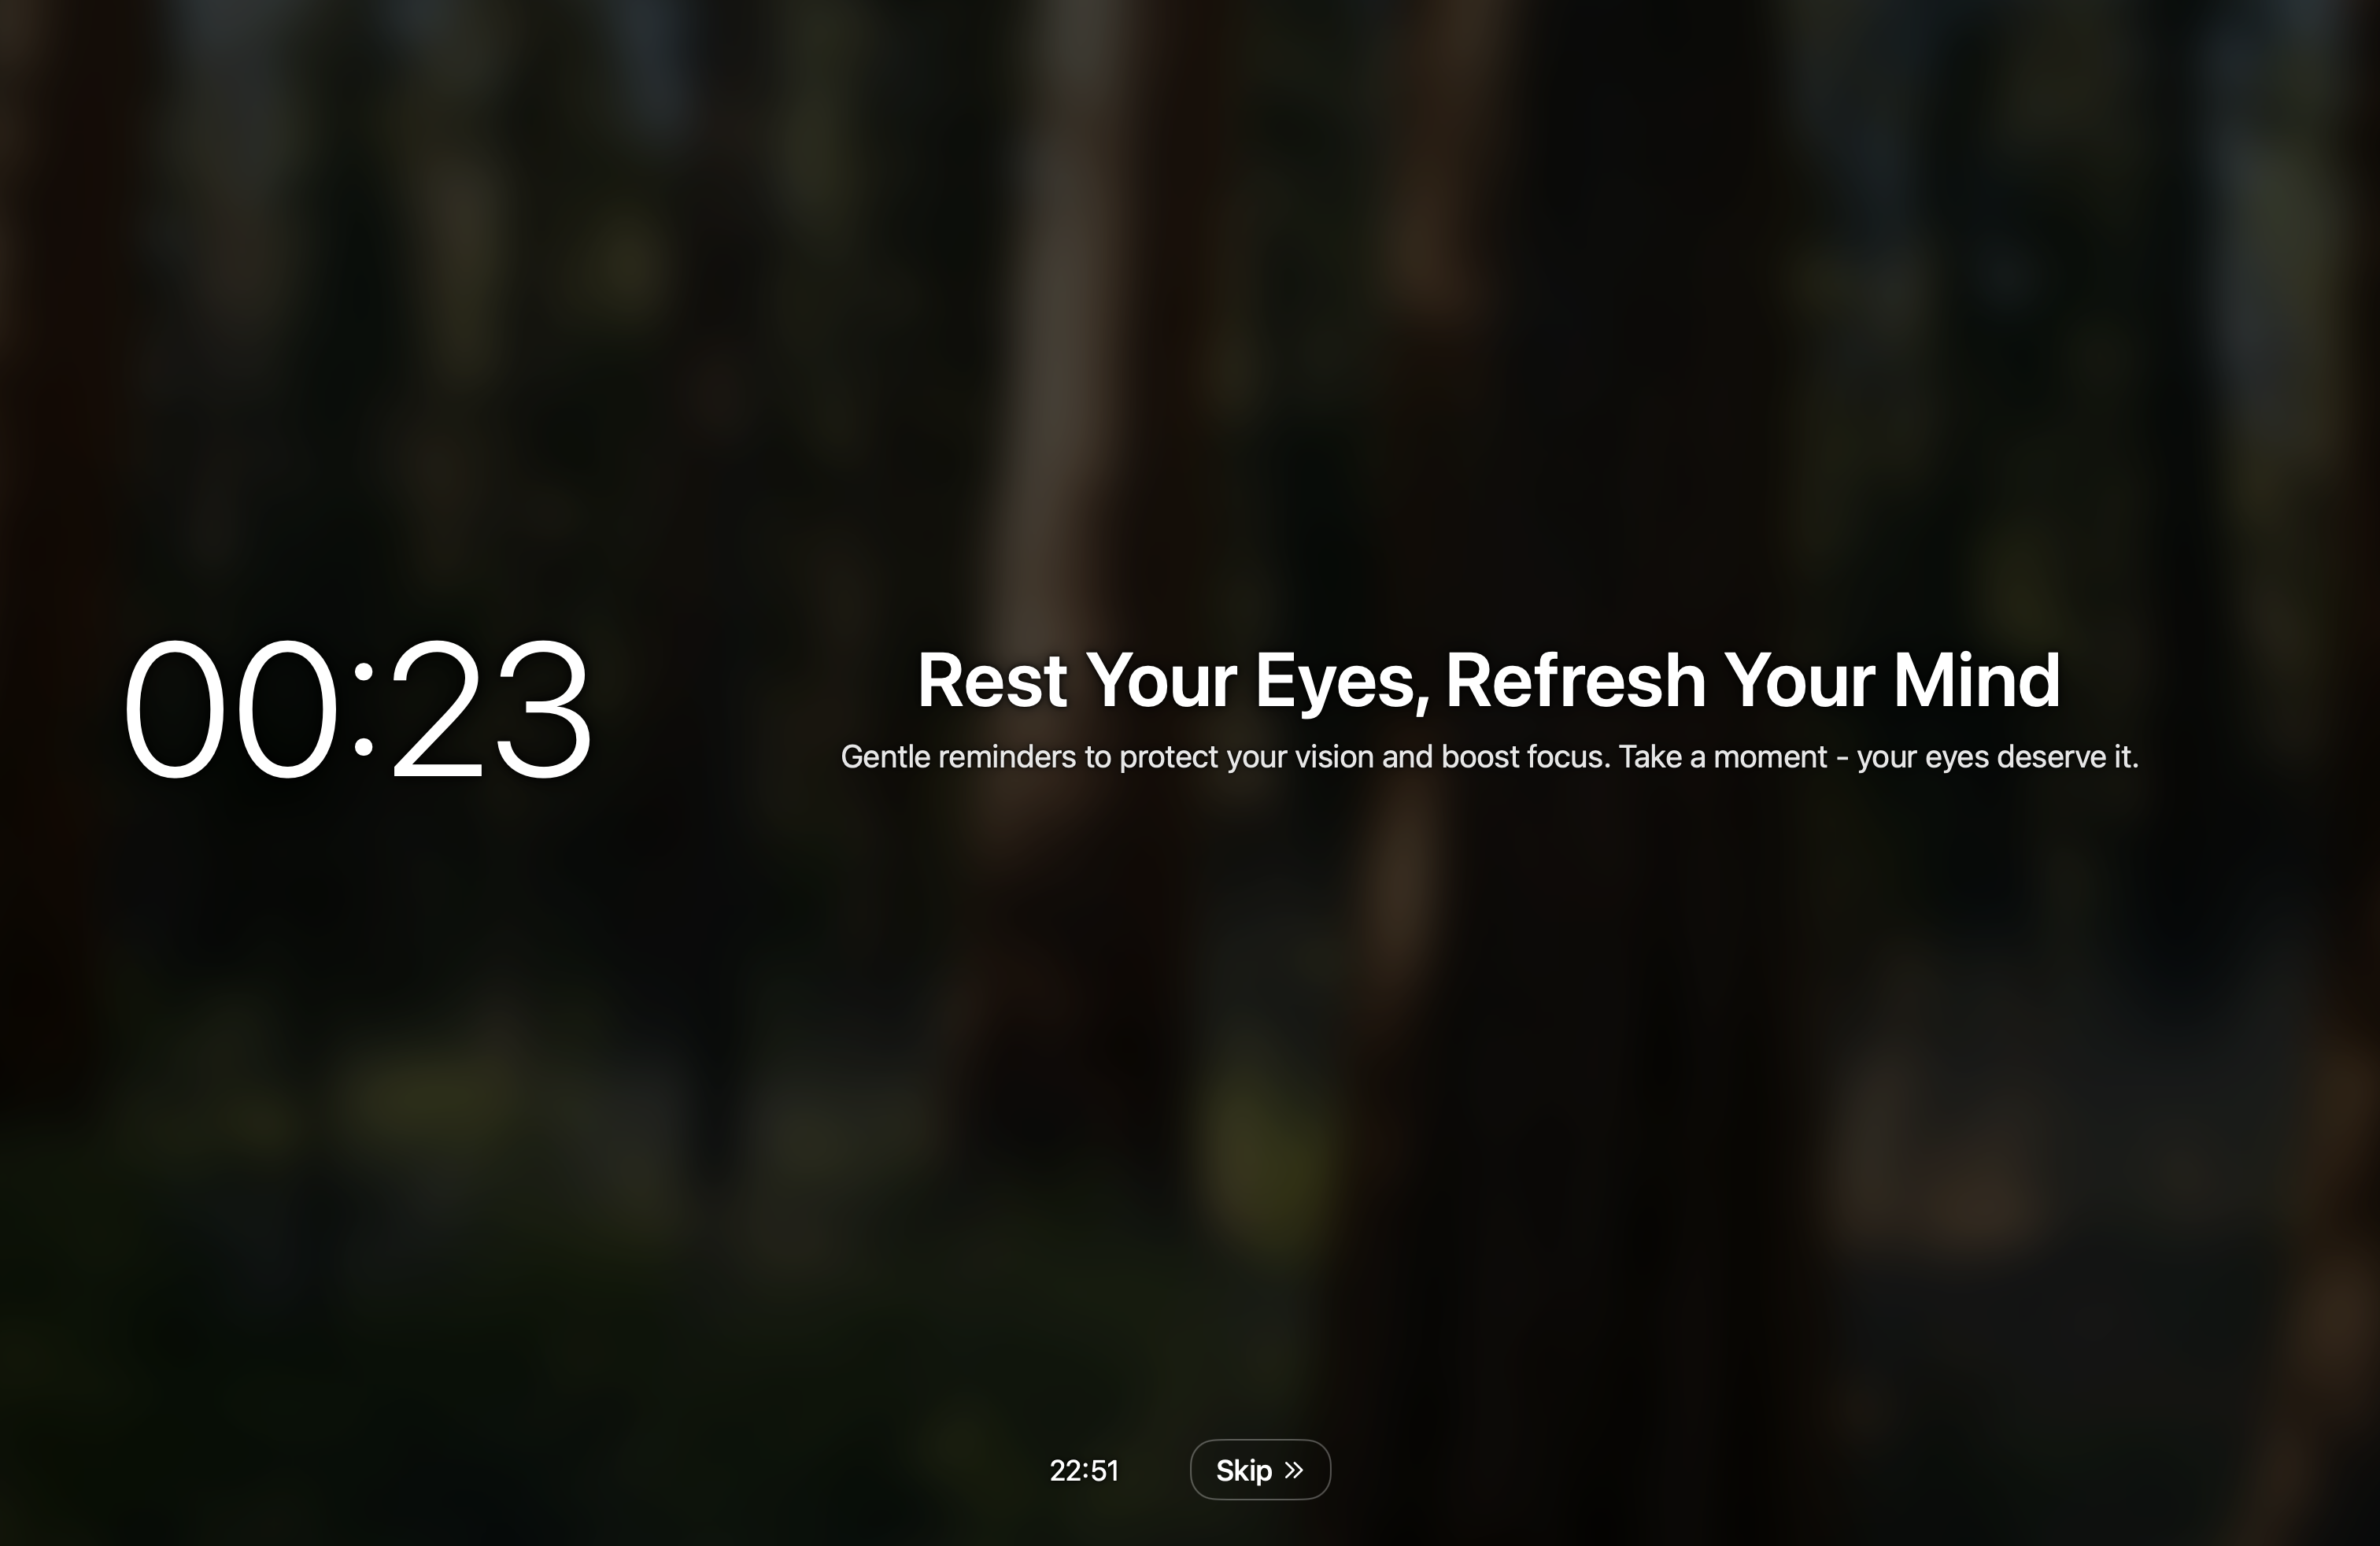 00:23
Rest Your Eyes, Refresh Your Mind
Gentle reminders to protect your vision and boost focus. Take a moment - your eyes deserve it.
22:51
Skip